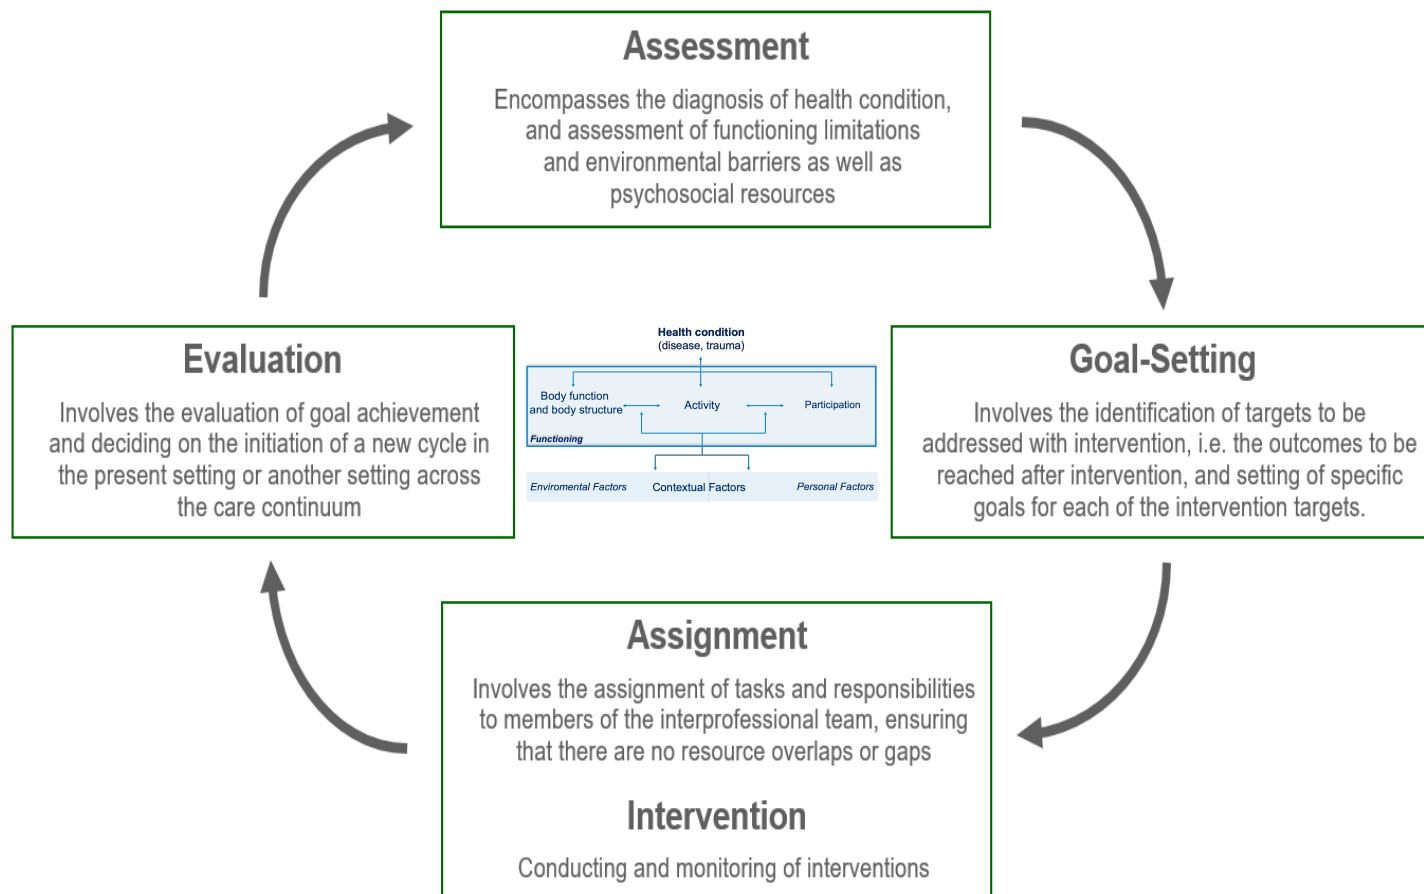 Assessment
Encompasses the diagnosis of health condition,
and assessment of functioning limitations
and environmental barriers as well as
psychosocial resources
Evaluation
Involves the evaluation of goal achievement
and deciding on the initiation of a new cycle in
the present setting or another setting across
the care continuum
Health condition
(disease, trauma)
Body function
and body structure
Activity
Participation
Functioning
Enviromental Factors
Contextual Factors
Personal Factors
Goal-Setting
Involves the identification of targets to be
addressed with intervention, i.e. the outcomes to be
reached after intervention, and setting of specific
goals for each of the intervention targets.
Assignment
Involves the assignment of tasks and responsibilities
to members of the interprofessional team, ensuring
that there are no resource overlaps or gaps
Intervention
Conducting and monitoring of interventions